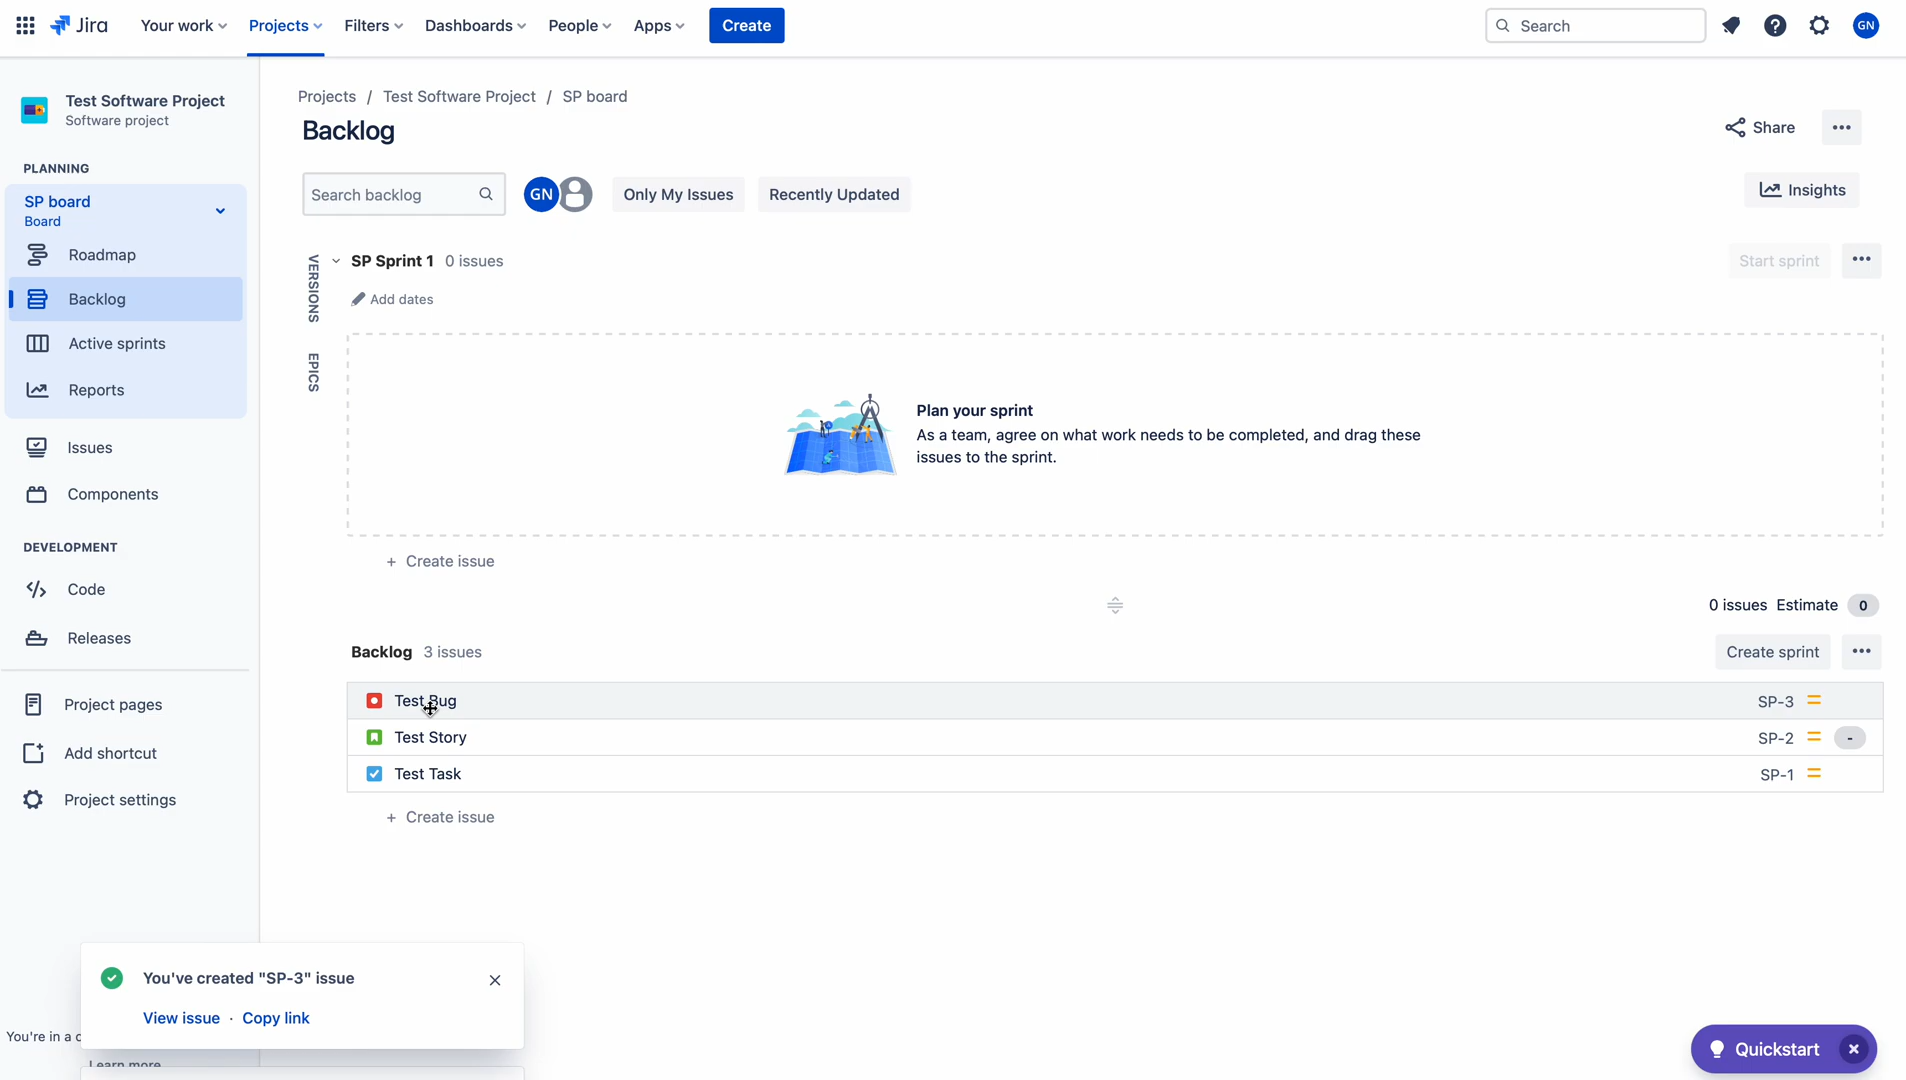 Jira
Your work
Projects
Filters
Dashboards
People
Apps
Create
Search
GN
Test Software Project
Software project
PLANNING
SP board
Board
Roadmap
Backlog
Active sprints
Reports
Issues
Components
DEVELOPMENT
Code
Releases
Project pages
Add shortcut
Project settings
You're in a
Projects / Test Software Project / SP board
Backlog
Share
Search backlog
GN
Only My Issues
Recently Updated
Insights
VERSIONS
EPICS
SP Sprint 1 0 issues
Start sprint
Add dates
Plan your sprint
As a team, agree on what work needs to be completed, and drag these
issues to the sprint.
+ Create issue
0 issues Estimate 0
Backlog 3 issues
Create sprint
Test Bug SP-3
Test Story SP-2 -
Test Task SP-1
+ Create issue
You've created "SP-3" issue
View issue · Copy link
Learn more
Quickstart